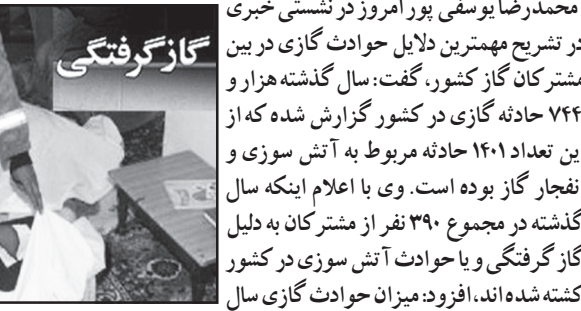 محمدرضا یوسفی پور امروز در نشستی خبری
در تشریح مهمترین دلایل حوادث گازی در بین
مشترکان گاز کشور، گفت: سال گذشته هزار و
۷۴۴ حادثه گازی در کشور گزارش شده که از
ین تعداد ۱۴۰۱ حادثه مربوط به آتش سوزی و
نفجار گاز بوده است. وی با اعلام اینکه سال
گذشته در مجموع ۳۹۰ نفر از مشترکان به دلیل
گاز گرفتگی و یا حوادث آتش سوزی در کشور
کشته شده اند، افزود: میزان حوادث گازی سال
گازگرفتگی